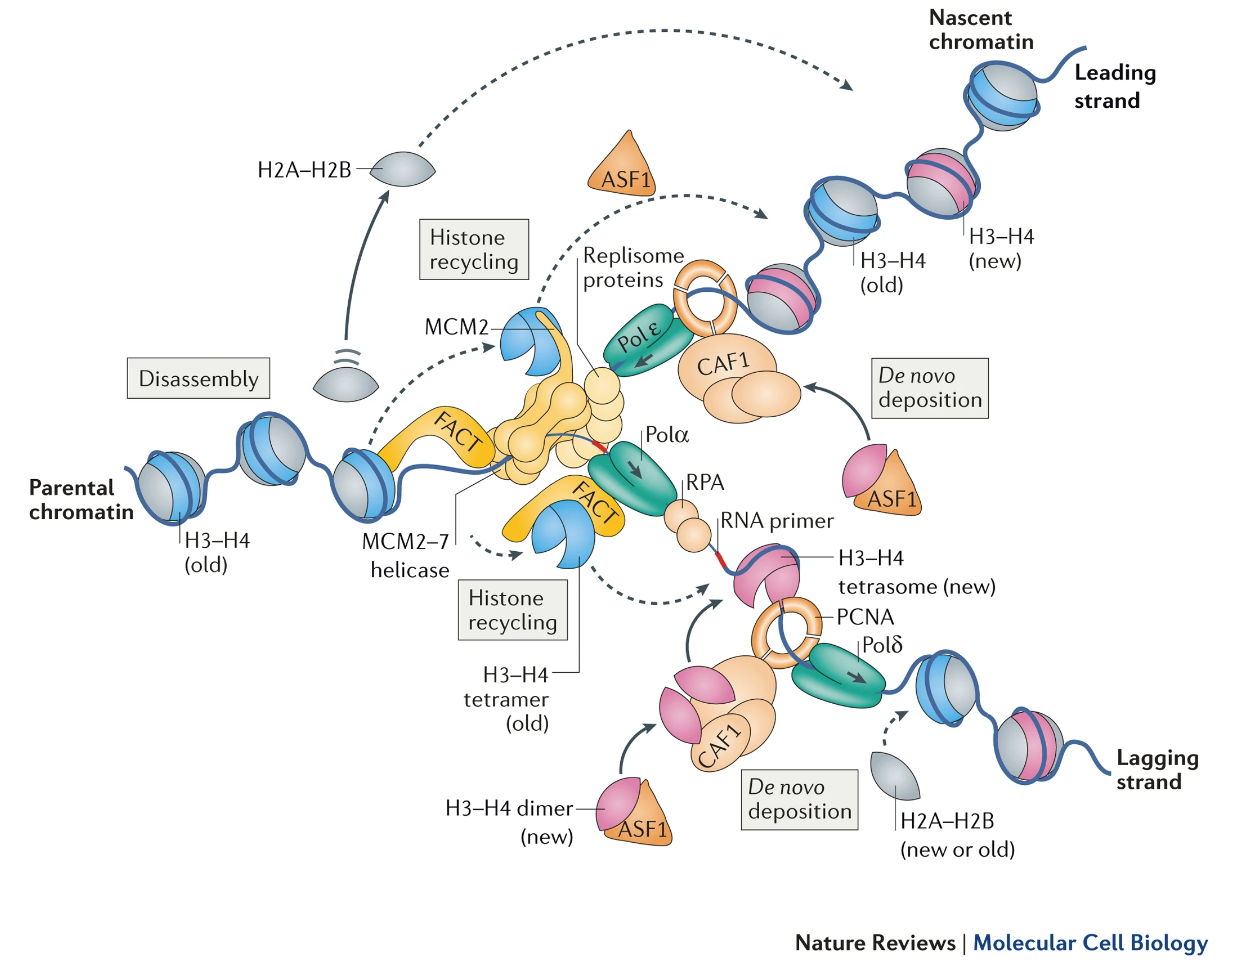 Nascent
chromatin
Leading
strand
H2A–H2B
ASF1
Histone
recycling
Replisome
proteins
H3–H4
(new)
H3–H4
(old)
MCM2
Pol ε
CAF1
Disassembly
De novo
deposition
FACT
Polα
Parental
chromatin
RPA
ASF1
FACT
RNA primer
H3–H4
(old)
MCM2–7
helicase
H3–H4
tetrasome (new)
Histone
recycling
PCNA
Polδ
H3–H4
tetramer
(old)
CAF1
Lagging
strand
De novo
deposition
H3–H4 dimer
(new)
ASF1
H2A–H2B
(new or old)
Nature Reviews | Molecular Cell Biology